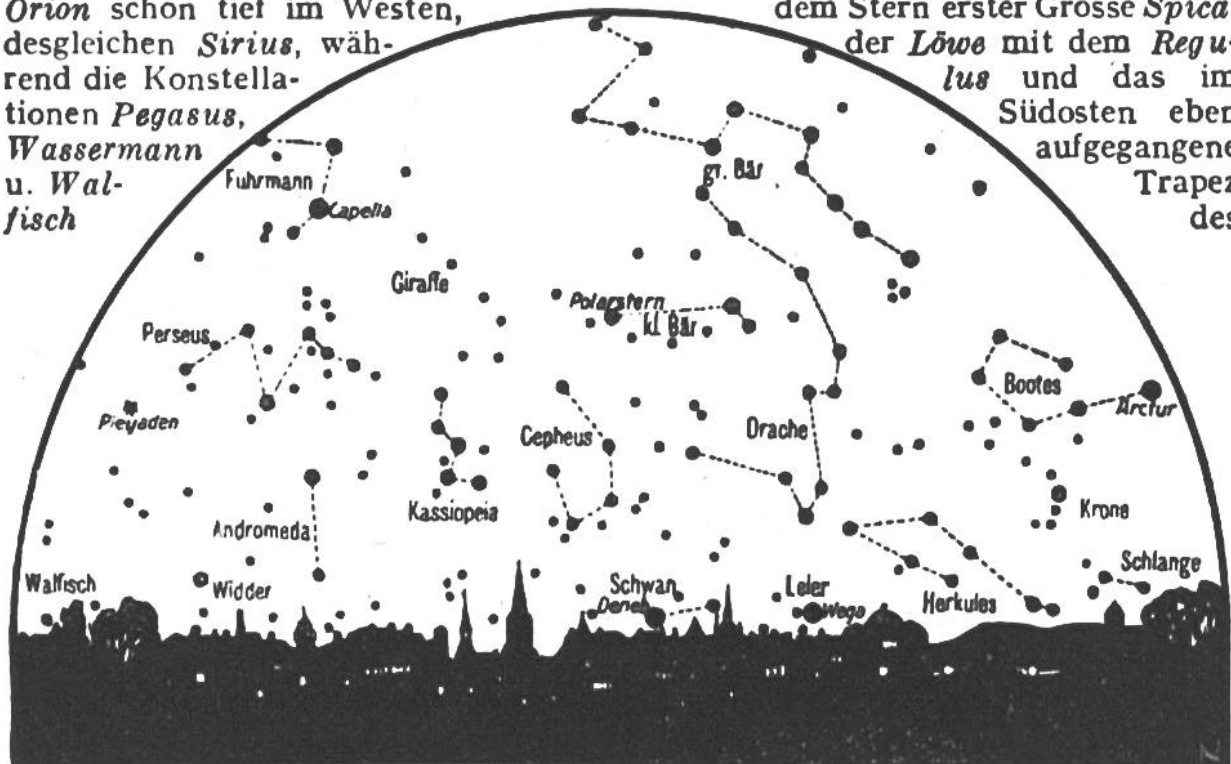 Orion schon tief im Westen,
desgleichen Sirius, wäh-
rend die Konstella-
tionen Pegasus,
Wassermann
u. Wal-
fisch
dem Stern erster Grösse Spica
der Löwe mit dem Regu-
lus und das im
Südosten eben
aufgegangene
Trapez
des
Fuhrmann
Capella
gr. Bär
Giraffe
Polarstern
kl. Bär
Perseus
Plejaden
Bootes
Arctur
Cepheus
Drache
Kassiopeia
Krone
Andromeda
Walfisch
Widder
Schwan
Deneb
Leier
Wega
Herkules
Schlange